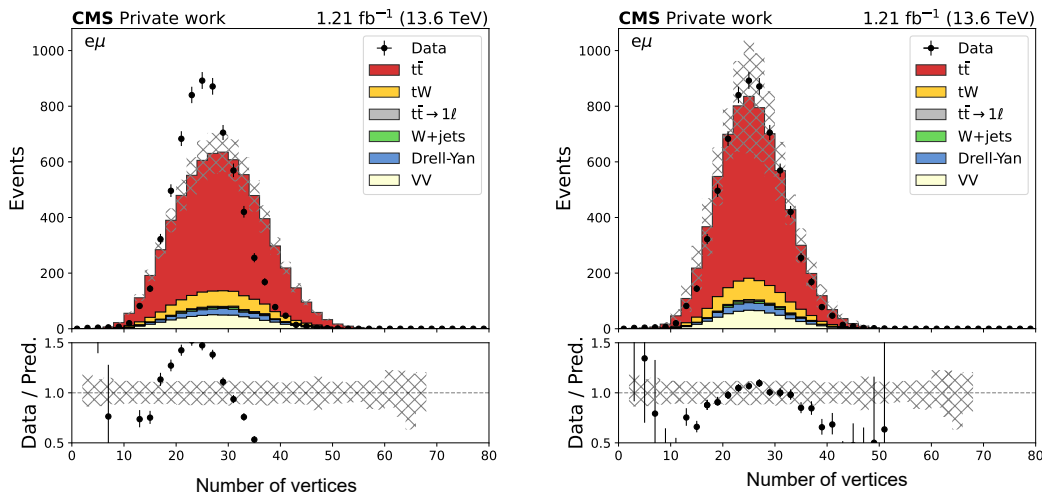 CMS Private work 1.21 fb⁻¹ (13.6 TeV)
eμ
Data
tt̄
tW
tt̄ → 1ℓ
W+jets
Drell-Yan
VV
Events
1000
800
600
400
200
0
Data / Pred.
1.5
1.0
0.5
0 10 20 30 40 50 60 70 80
Number of vertices
CMS Private work 1.21 fb⁻¹ (13.6 TeV)
eμ
Data
tt̄
tW
tt̄ → 1ℓ
W+jets
Drell-Yan
VV
Events
1000
800
600
400
200
0
Data / Pred.
1.5
1.0
0.5
0 10 20 30 40 50 60 70 80
Number of vertices